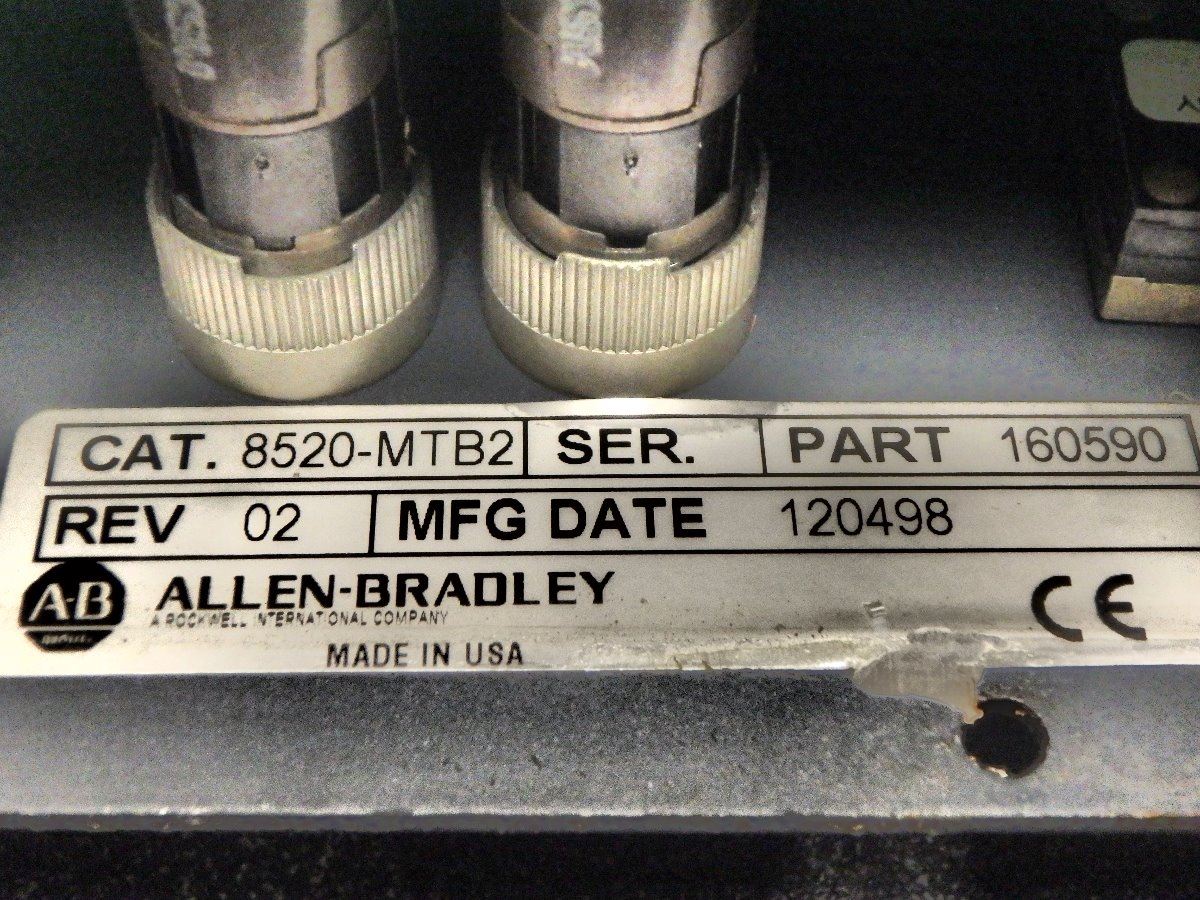 CAT. 8520-MTB2 SER. PART 160590
REV 02 MFG DATE 120498
A-B
ALLEN-BRADLEY
A ROCKWELL INTERNATIONAL COMPANY
CE
MADE IN USA